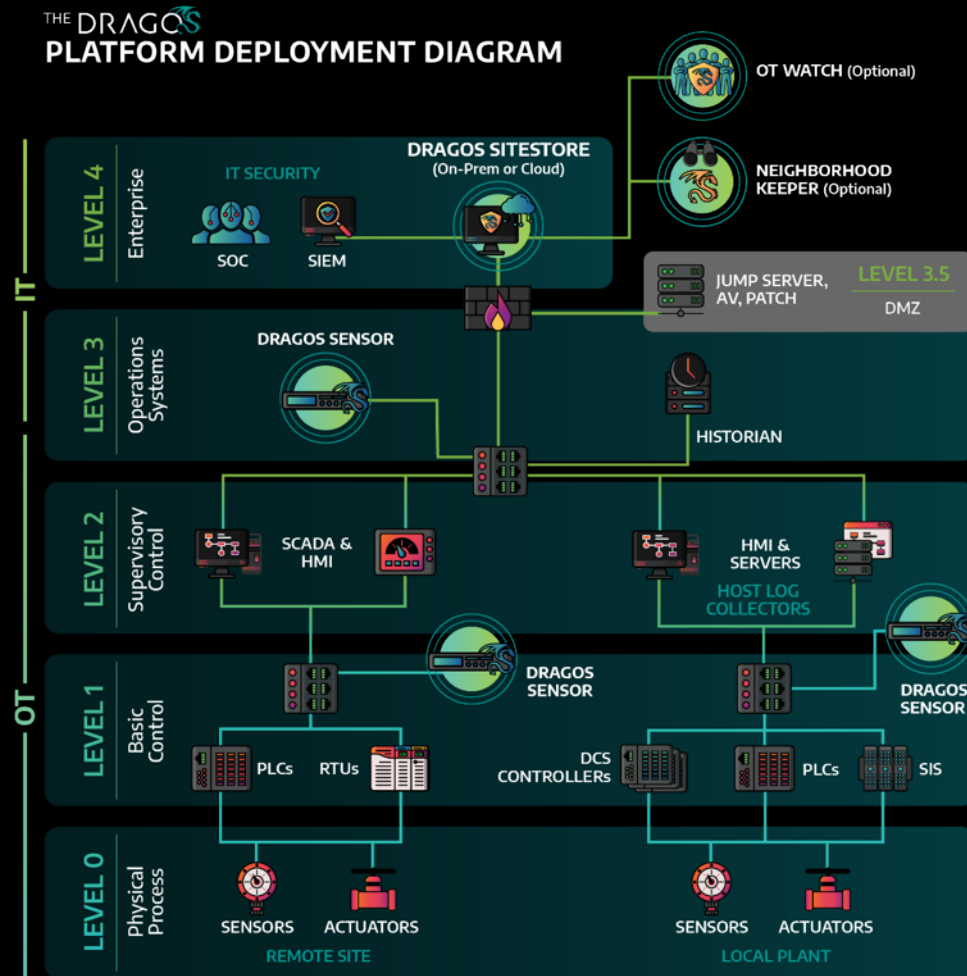 THE DRAGOS
PLATFORM DEPLOYMENT DIAGRAM
OT WATCH (Optional)
NEIGHBORHOOD
KEEPER (Optional)
IT
OT
LEVEL 4
Enterprise
IT SECURITY
SOC
SIEM
DRAGOS SITESTORE
(On-Prem or Cloud)
JUMP SERVER,
AV, PATCH
LEVEL 3.5
DMZ
LEVEL 3
Operations
Systems
DRAGOS SENSOR
HISTORIAN
LEVEL 2
Supervisory
Control
SCADA &
HMI
HMI &
SERVERS
HOST LOG
COLLECTORS
LEVEL 1
Basic
Control
DRAGOS
SENSOR
DRAGOS
SENSOR
PLCs
RTUs
DCS
CONTROLLERs
PLCs
SIS
LEVEL 0
Physical
Process
SENSORS
ACTUATORS
REMOTE SITE
SENSORS
ACTUATORS
LOCAL PLANT